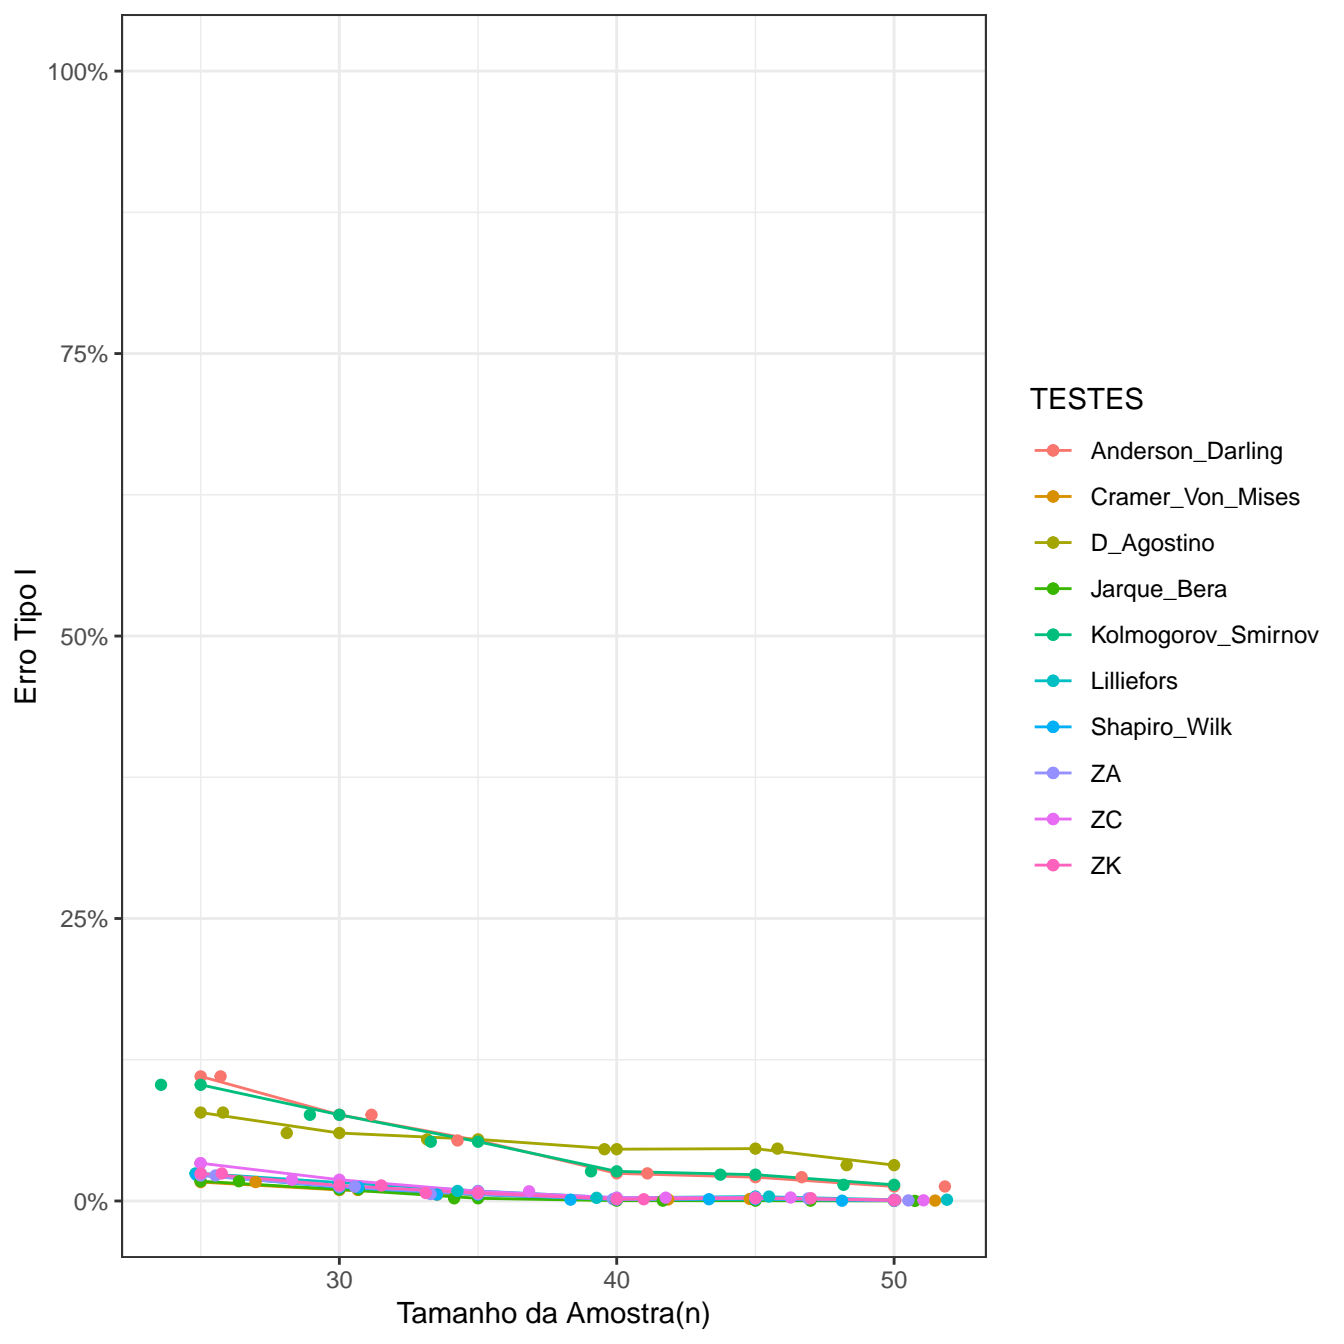 100%
75%
50%
25%
0%
Erro Tipo I
30
40
50
Tamanho da Amostra(n)
TESTES
Anderson_Darling
Cramer_Von_Mises
D_Agostino
Jarque_Bera
Kolmogorov_Smirnov
Lilliefors
Shapiro_Wilk
ZA
ZC
ZK